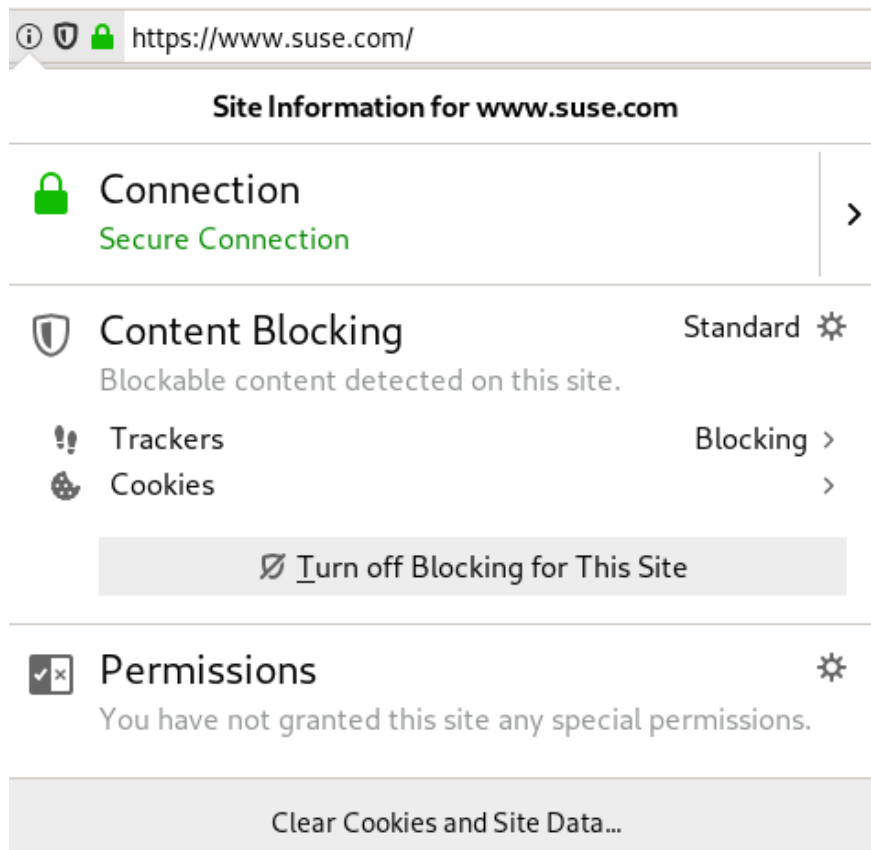 https://www.suse.com/
Site Information for www.suse.com
Connection
Secure Connection
Content Blocking Standard
Blockable content detected on this site.
Trackers Blocking
Cookies
Turn off Blocking for This Site
Permissions
You have not granted this site any special permissions.
Clear Cookies and Site Data...